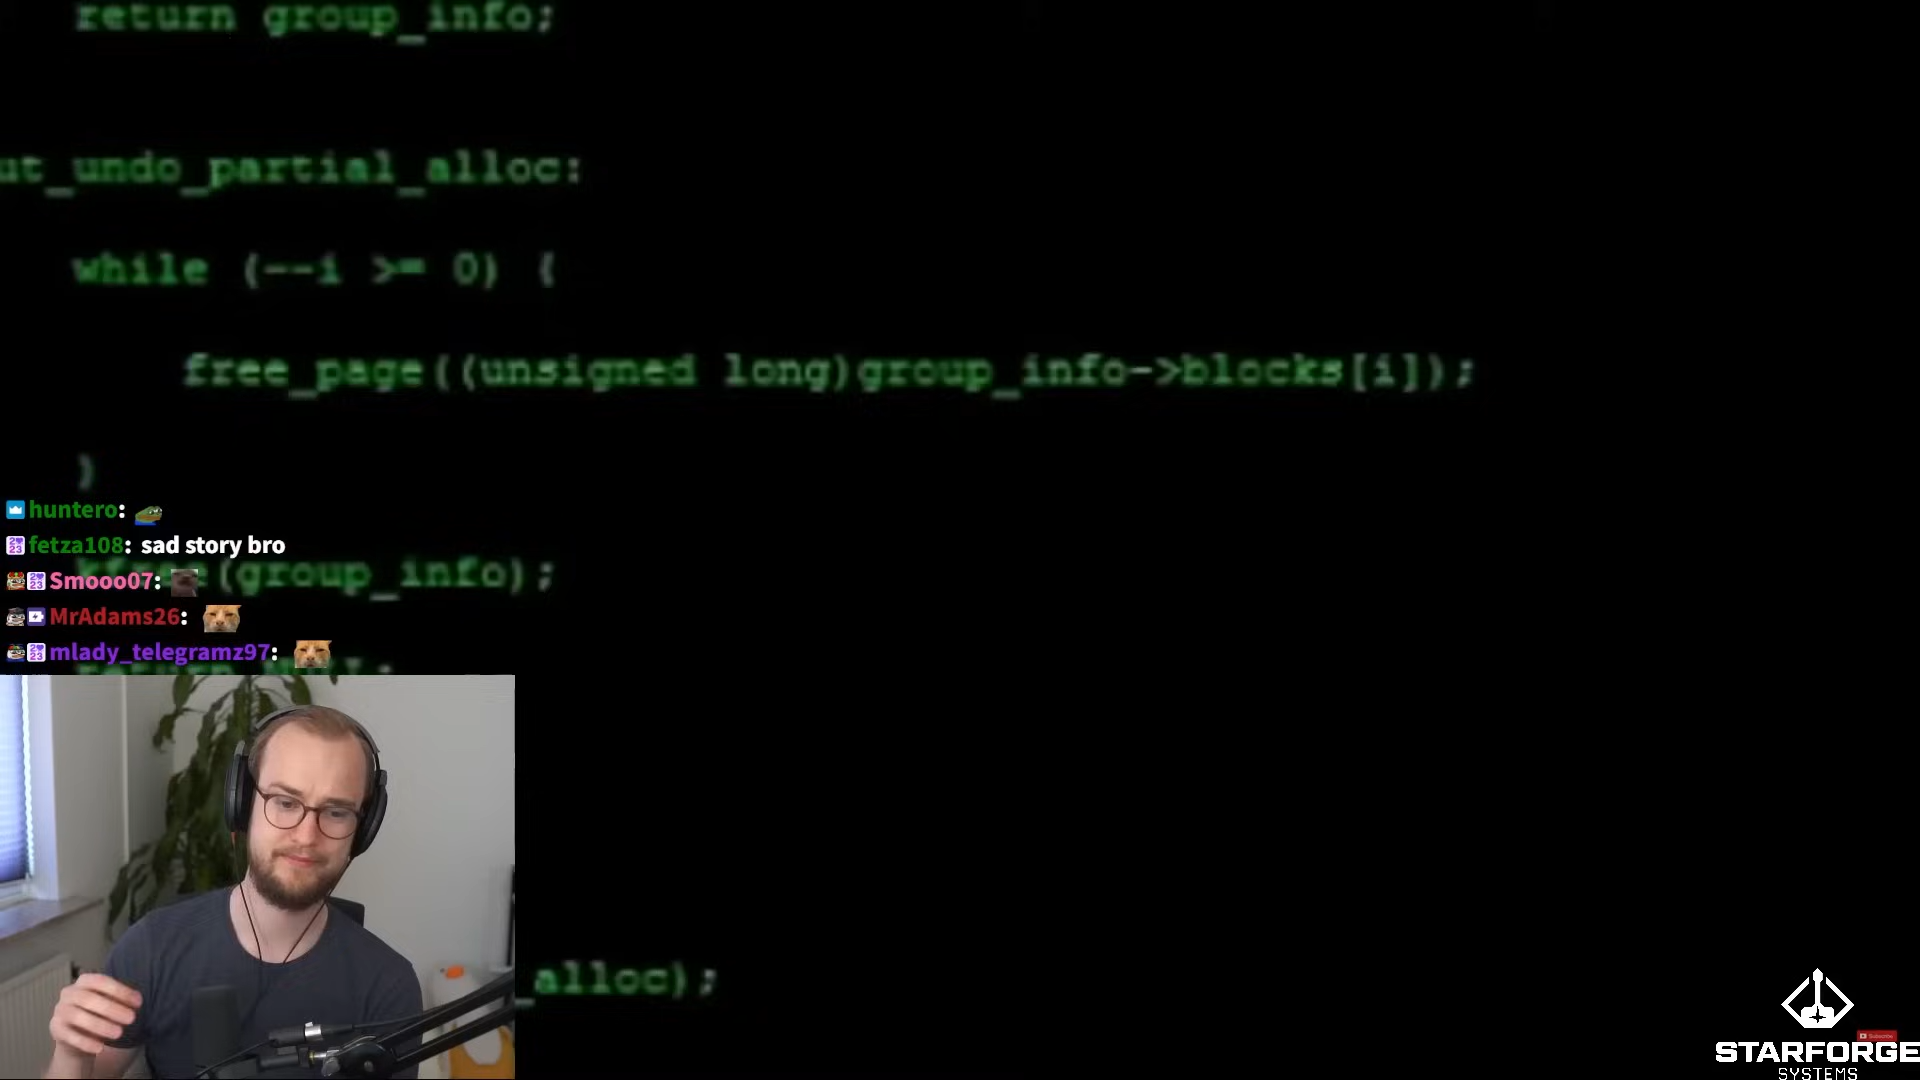 return group_info;
ut_undo_partial_alloc:
while (--i >= 0) {
free_page((unsigned long)group_info->blocks[i]);
}
huntero:
fetza108: sad story bro
(group_info);
Smooo07:
MrAdams26:
mlady_telegramz97:
_alloc);
STARFORGE
SYSTEMS